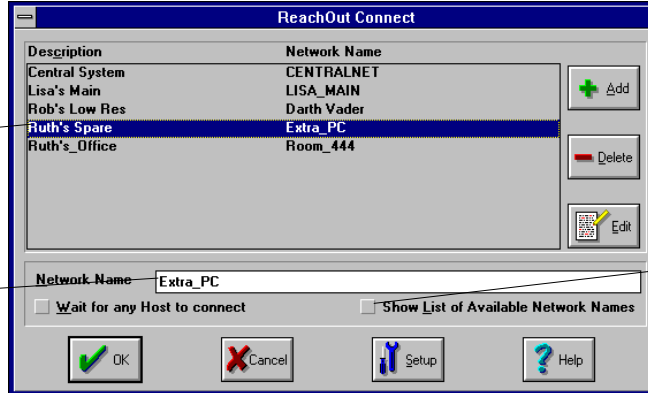 ReachOut Connect
Description Network Name
Central System CENTRALNET
Lisa's Main LISA_MAIN
Rob's Low Res Darth Vader
Ruth's Spare Extra_PC
Ruth's_Office Room_444
Add
Delete
Edit
Network Name Extra_PC
Wait for any Host to connect Show List of Available Network Names
OK Cancel Setup Help